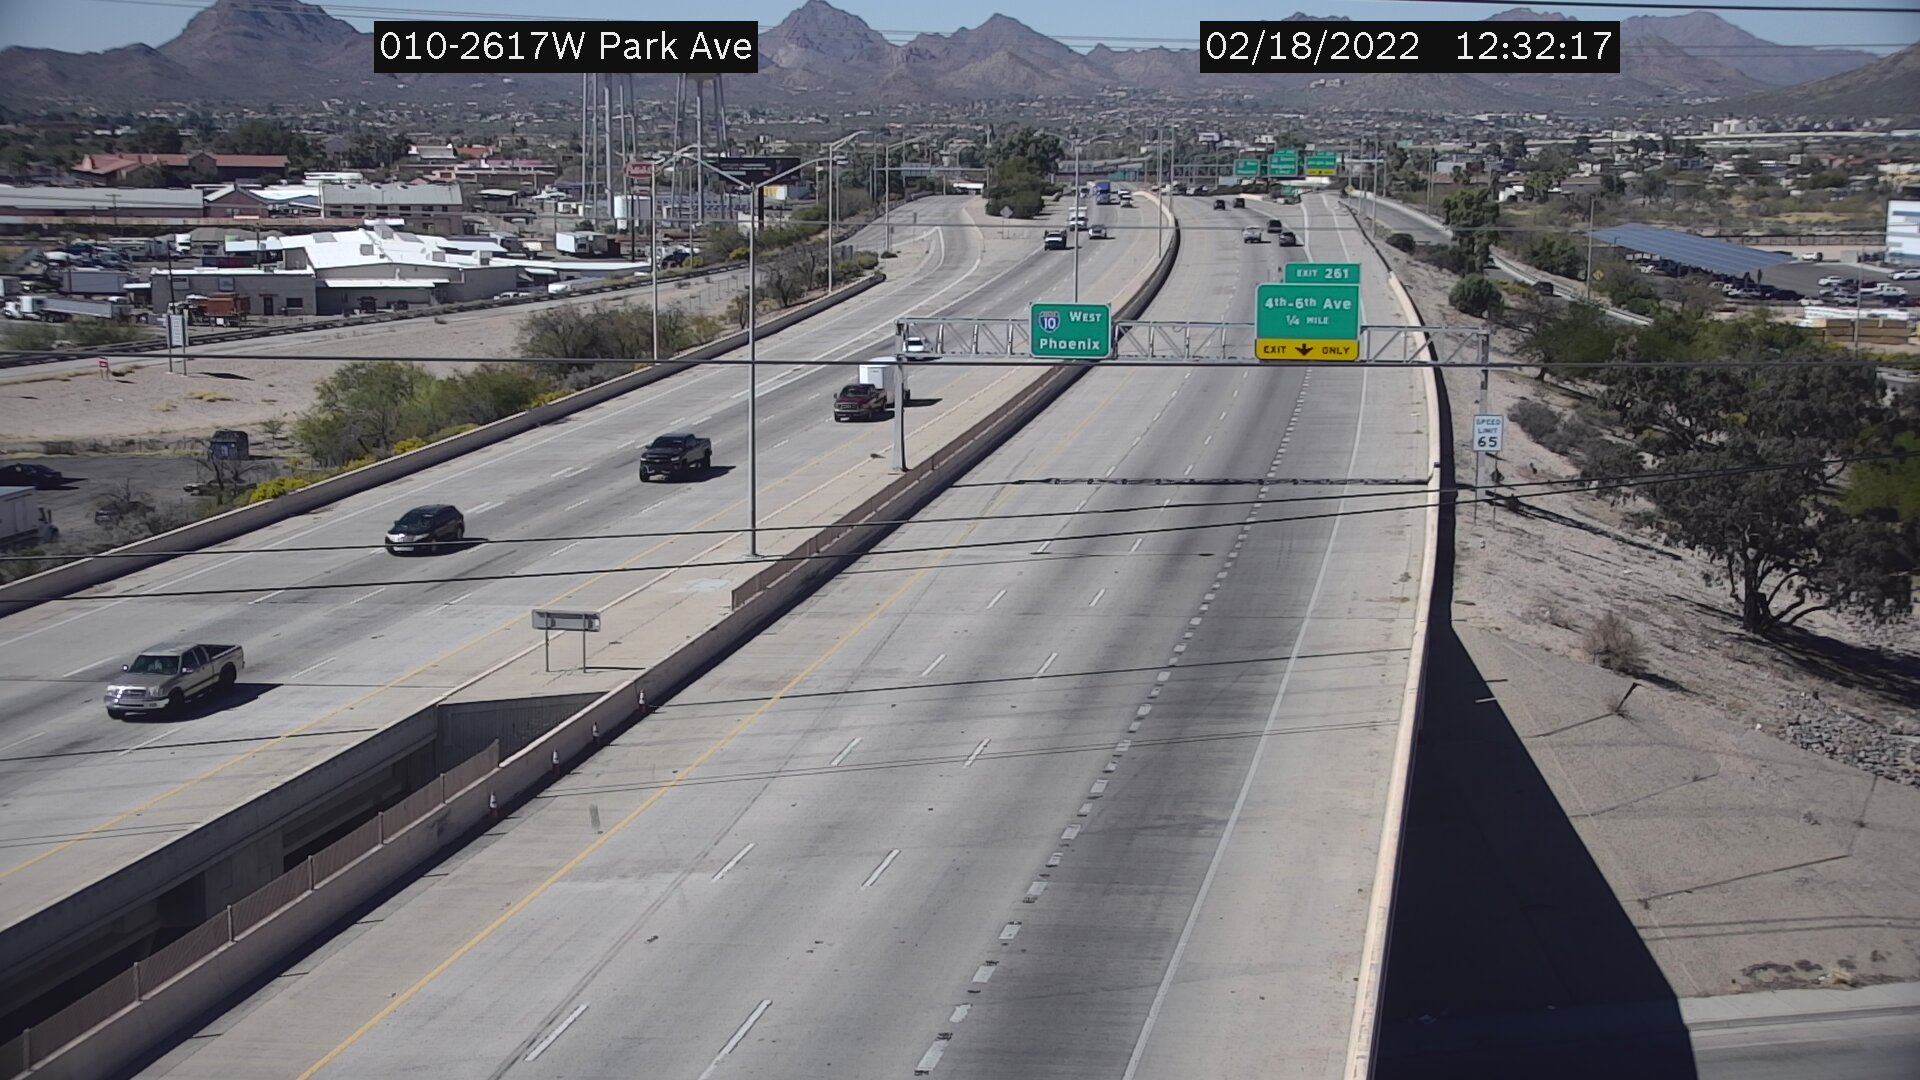 010-2617W Park Ave
02/18/2022 12:32:17
EXIT 261
4th-6th Ave
1/4 MILE
EXIT ONLY
10
WEST
Phoenix
SPEED
LIMIT
65